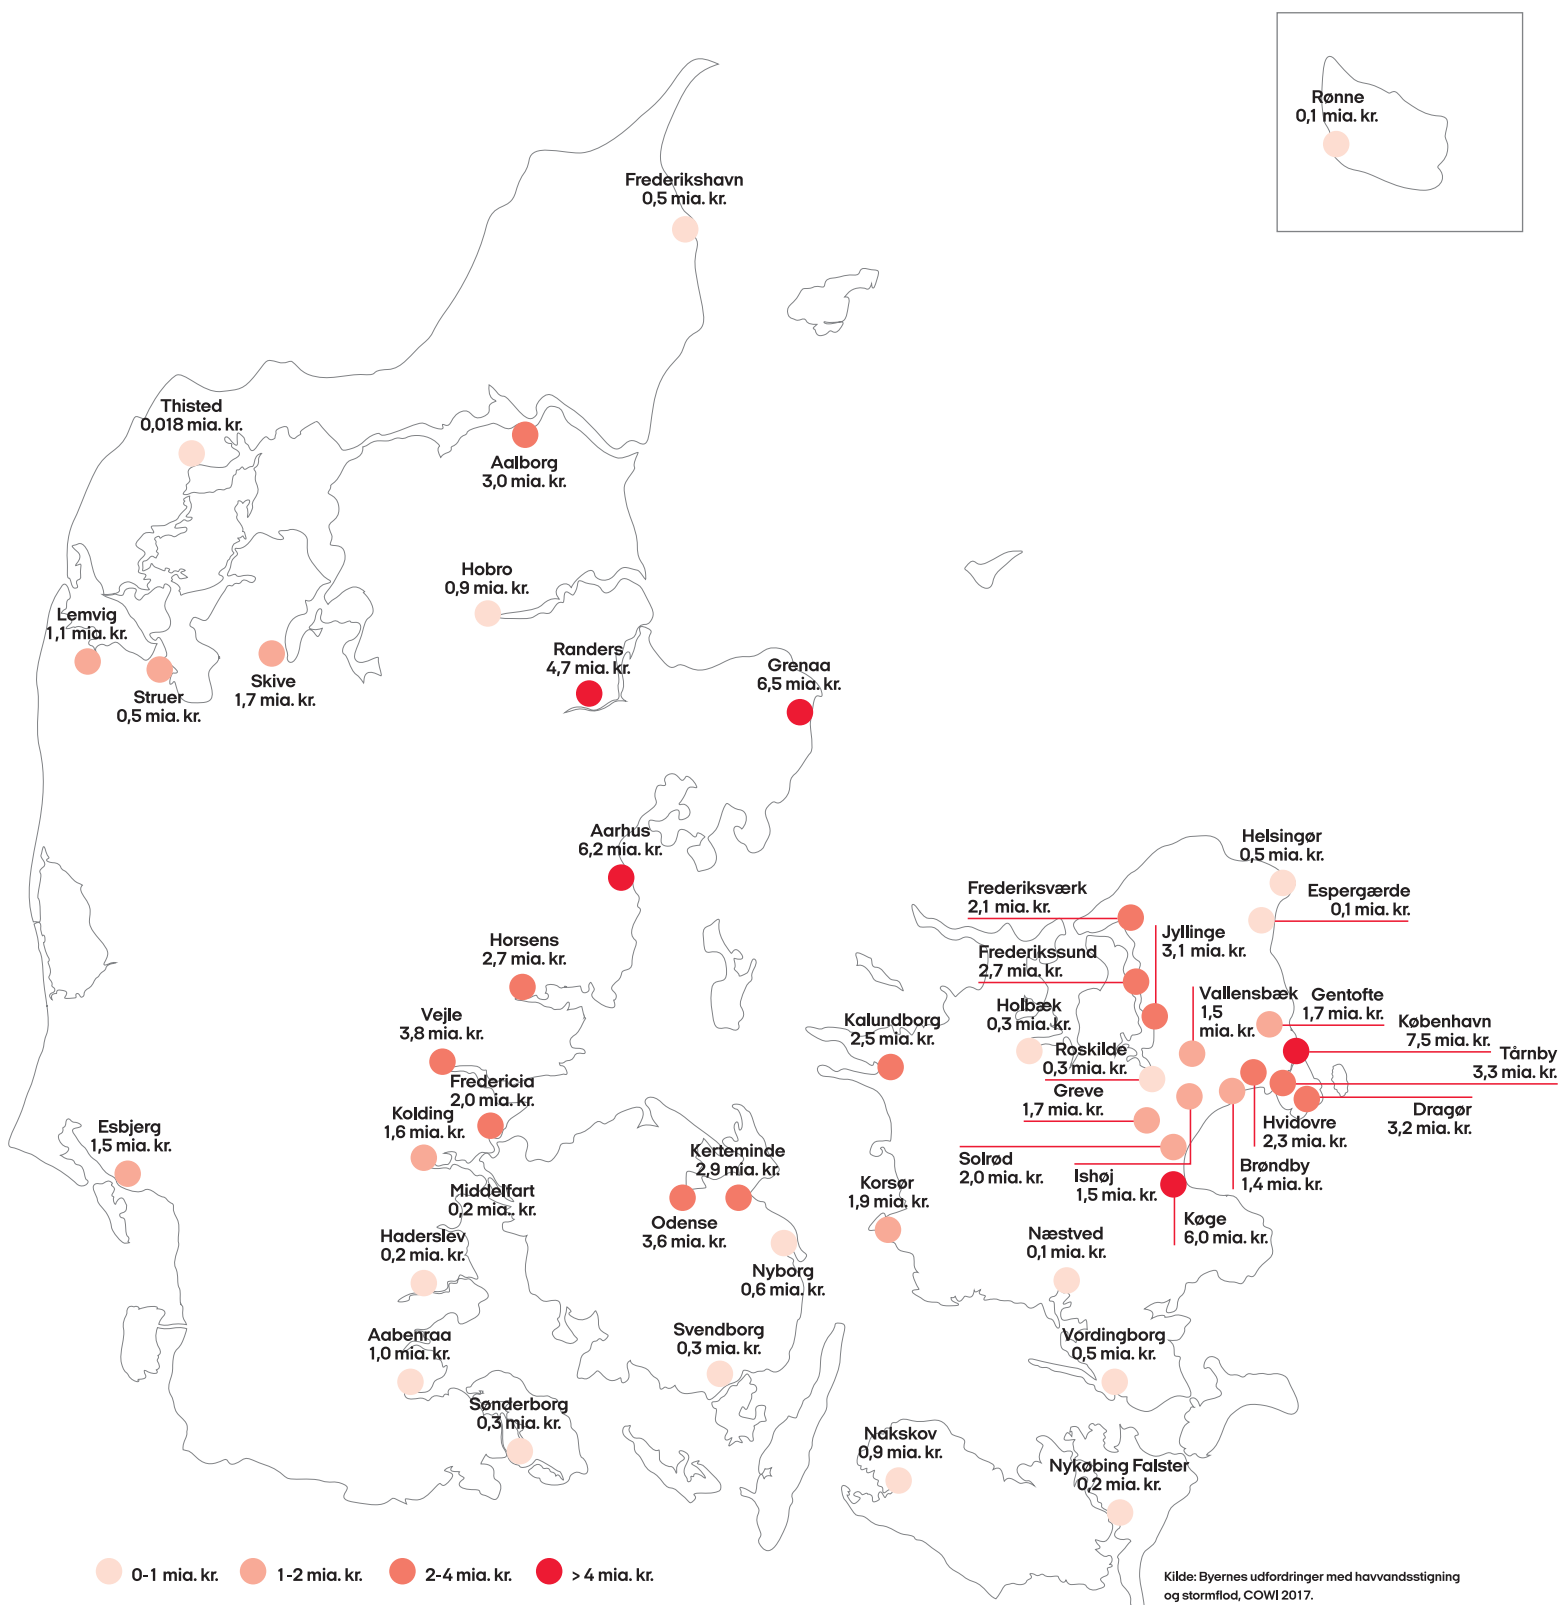 Rønne
0,1 mia. kr.
Frederikshavn
0,5 mia. kr.
Thisted
0,018 mia. kr.
Aalborg
3,0 mia. kr.
Hobro
0,9 mia. kr.
Lemvig
1,1 mia. kr.
Struer
0,5 mia. kr.
Skive
1,7 mia. kr.
Randers
4,7 mia. kr.
Grenaa
6,5 mia. kr.
Aarhus
6,2 mia. kr.
Horsens
2,7 mia. kr.
Vejle
3,8 mia. kr.
Fredericia
2,0 mia. kr.
Kolding
1,6 mia. kr.
Esbjerg
1,5 mia. kr.
Middelfart
0,2 mia.. kr.
Haderslev
0,2 mia. kr.
Aabenraa
1,0 mia. kr.
Sønderborg
0,3 mia. kr.
Kerteminde
2,9 mia. kr.
Odense
3,6 mia. kr.
Nyborg
0,6 mia. kr.
Svendborg
0,3 mia. kr.
Helsingør
0,5 mia. kr.
Espergærde
0,1 mia. kr.
Frederiksværk
2,1 mia. kr.
Jyllinge
3,1 mia. kr.
Frederikssund
2,7 mia. kr.
Vallensbæk
1,5
mia. kr.
Gentofte
1,7 mia. kr.
København
7,5 mia. kr.
Tårnby
3,3 mia. kr.
Dragør
3,2 mia. kr.
Hvidovre
2,3 mia. kr.
Brøndby
1,4 mia. kr.
Holbæk
0,3 mia. kr.
Kalundborg
2,5 mia. kr.
Roskilde
0,3 mia. kr.
Greve
1,7 mia. kr.
Solrød
2,0 mia. kr.
Ishøj
1,5 mia. kr.
Køge
6,0 mia. kr.
Korsør
1,9 mia. kr.
Næstved
0,1 mia. kr.
Vordingborg
0,5 mia. kr.
Nakskov
0,9 mia. kr.
Nykøbing Falster
0,2 mia. kr.
0-1 mia. kr.
1-2 mia. kr.
2-4 mia. kr.
> 4 mia. kr.
Kilde: Byernes udfordringer med havvandsstigning
og stormflod, COWI 2017.